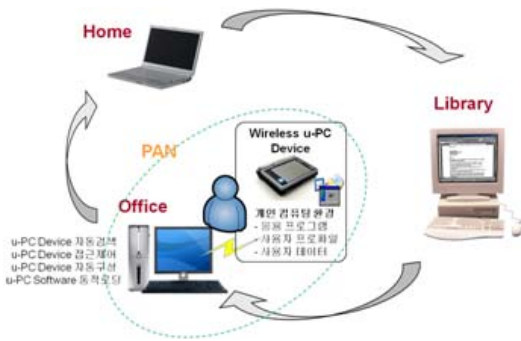 Home
Library
Wireless u-PC
Device
PAN
개인 컴퓨팅 환경
- 응용 프로그램
- 사용자 프로파일
- 사용자 데이터
Office
u-PC Device 자동검색
u-PC Device 접근제어
u-PC Device 자동구성
u-PC Software 동적로딩